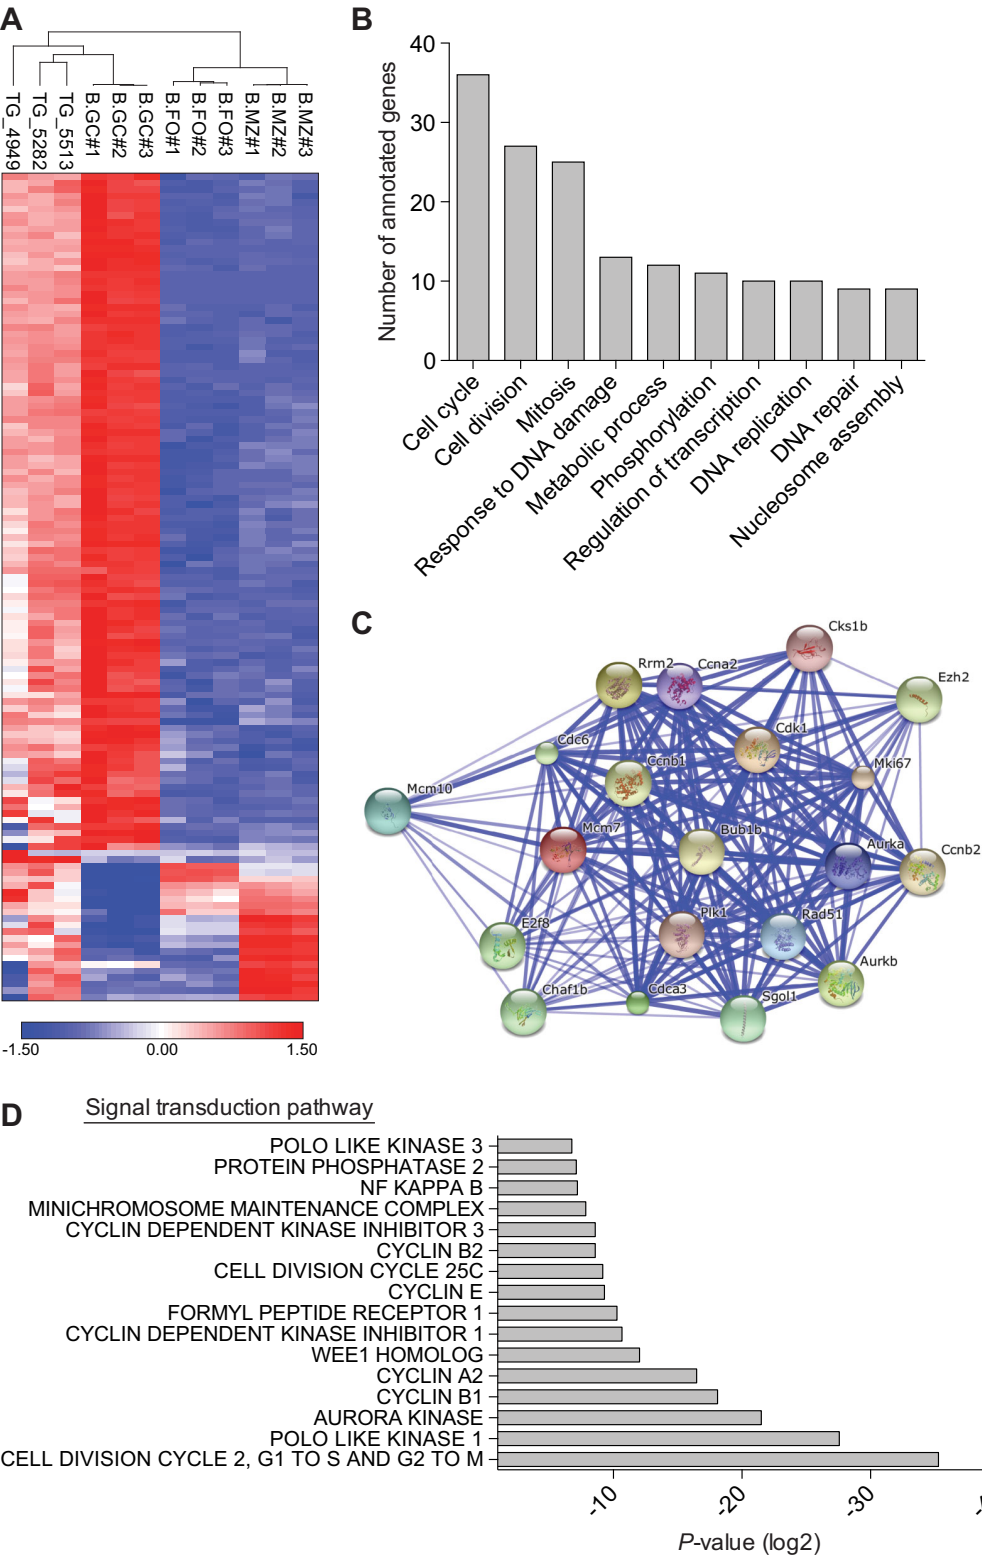 A
TG_4949
TG_5282
TG_5513
B.GC#1
B.GC#2
B.GC#3
B.FO#1
B.FO#2
B.FO#3
B.MZ#1
B.MZ#2
B.MZ#3
-1.50 0.00 1.50
B
Number of annotated genes
40
30
20
10
0
Cell cycle
Cell division
Mitosis
Response to DNA damage
Metabolic process
Phosphorylation
Regulation of transcription
DNA replication
DNA repair
Nucleosome assembly
C
Cks1b
Rrm2
Ccna2
Ezh2
Cdk1
Cdc6
Ccnb1
Mki67
Mcm10
Mcm7
Bub1b
Aurka
Ccnb2
E2f8
Plk1
Rad51
Aurkb
Chaf1b
Cdca3
Sgol1
D
Signal transduction pathway
POLO LIKE KINASE 3
PROTEIN PHOSPHATASE 2
NF KAPPA B
MINICHROMOSOME MAINTENANCE COMPLEX
CYCLIN DEPENDENT KINASE INHIBITOR 3
CYCLIN B2
CELL DIVISION CYCLE 25C
CYCLIN E
FORMYL PEPTIDE RECEPTOR 1
CYCLIN DEPENDENT KINASE INHIBITOR 1
WEE1 HOMOLOG
CYCLIN A2
CYCLIN B1
AURORA KINASE
POLO LIKE KINASE 1
CELL DIVISION CYCLE 2, G1 TO S AND G2 TO M
-10
-20
-30
P-value (log2)